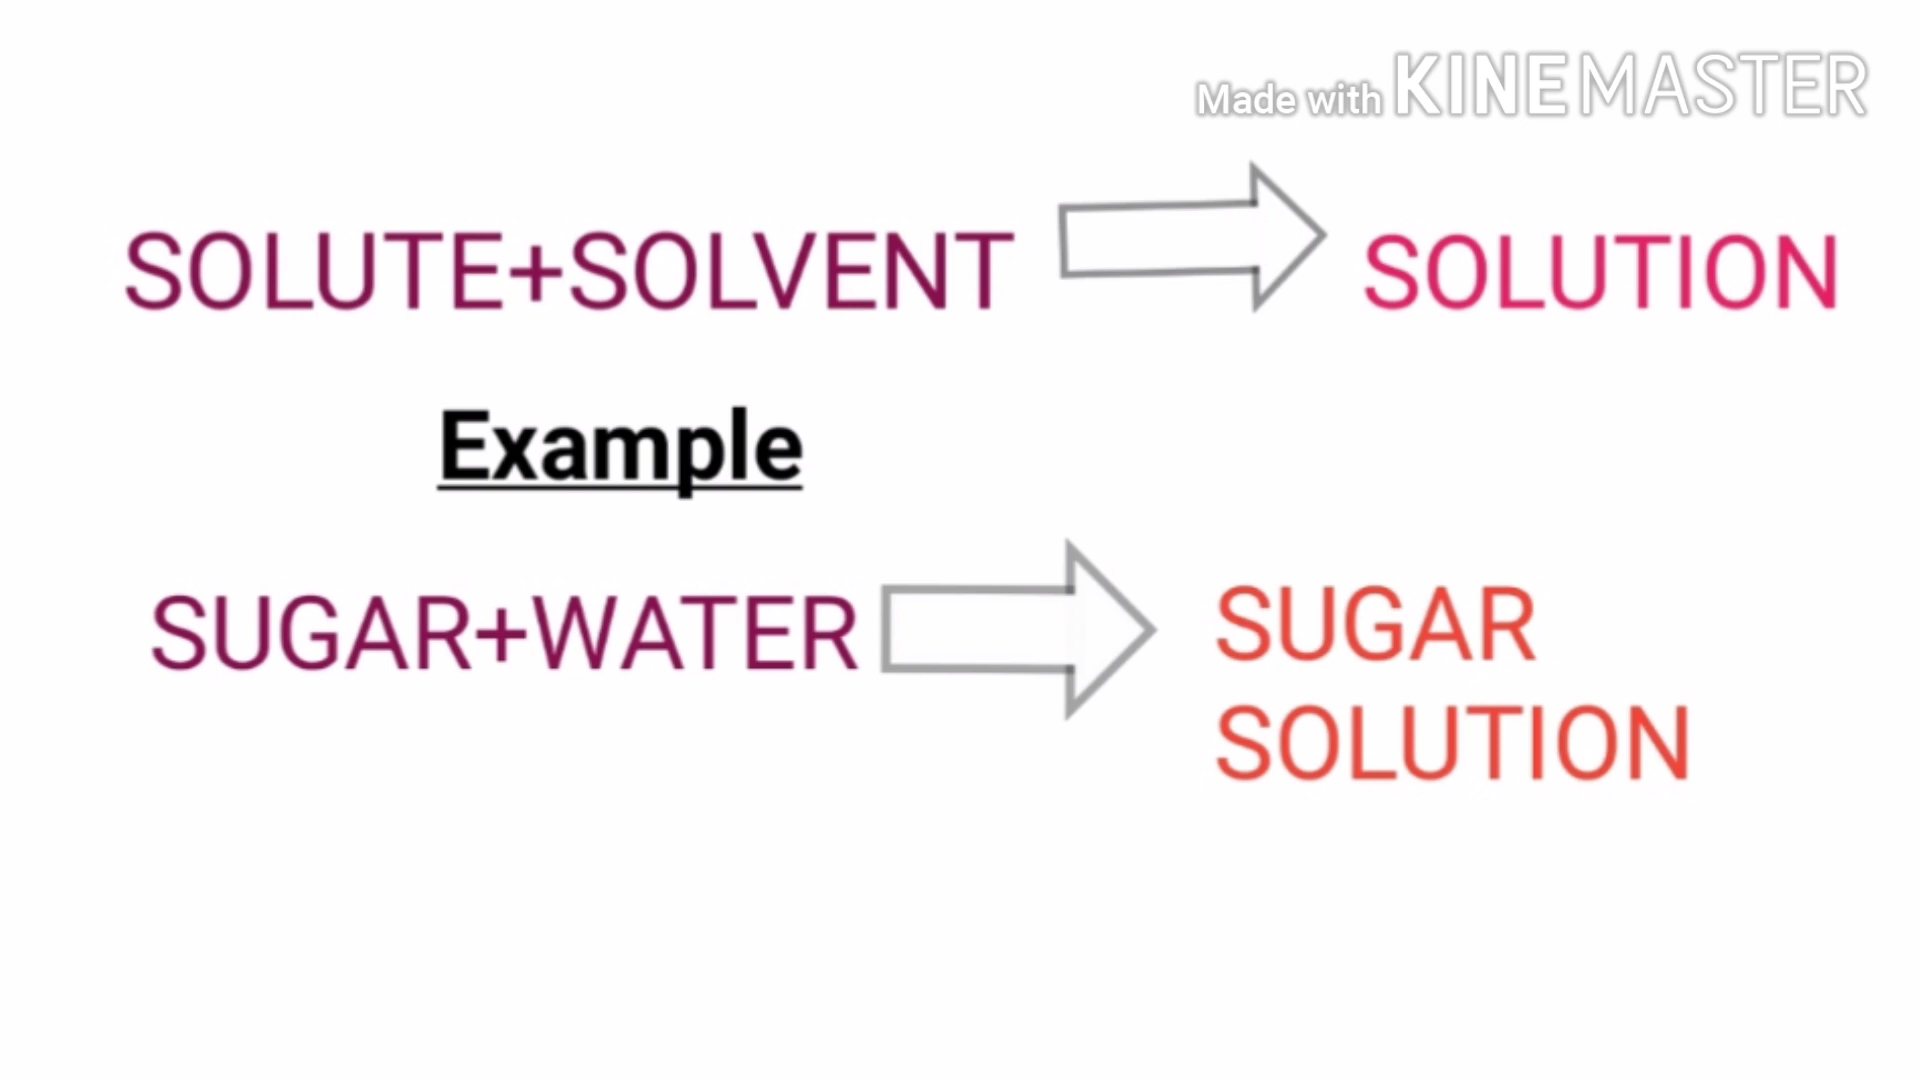 Made with KINEMASTER
SOLUTE+SOLVENT SOLUTION
Example
SUGAR+WATER SUGAR
SOLUTION